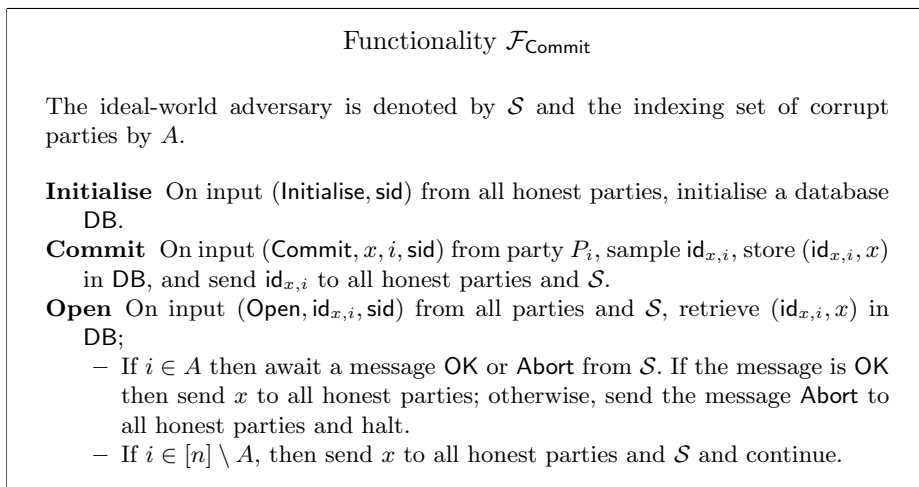 Functionality F_Commit
The ideal-world adversary is denoted by S and the indexing set of corrupt
parties by A.
Initialise On input (Initialise, sid) from all honest parties, initialise a database
DB.
Commit On input (Commit, x, i, sid) from party P_i, sample id_{x,i}, store (id_{x,i}, x)
in DB, and send id_{x,i} to all honest parties and S.
Open On input (Open, id_{x,i}, sid) from all parties and S, retrieve (id_{x,i}, x) in
DB;
– If i ∈ A then await a message OK or Abort from S. If the message is OK
then send x to all honest parties; otherwise, send the message Abort to
all honest parties and halt.
– If i ∈ [n] \ A, then send x to all honest parties and S and continue.